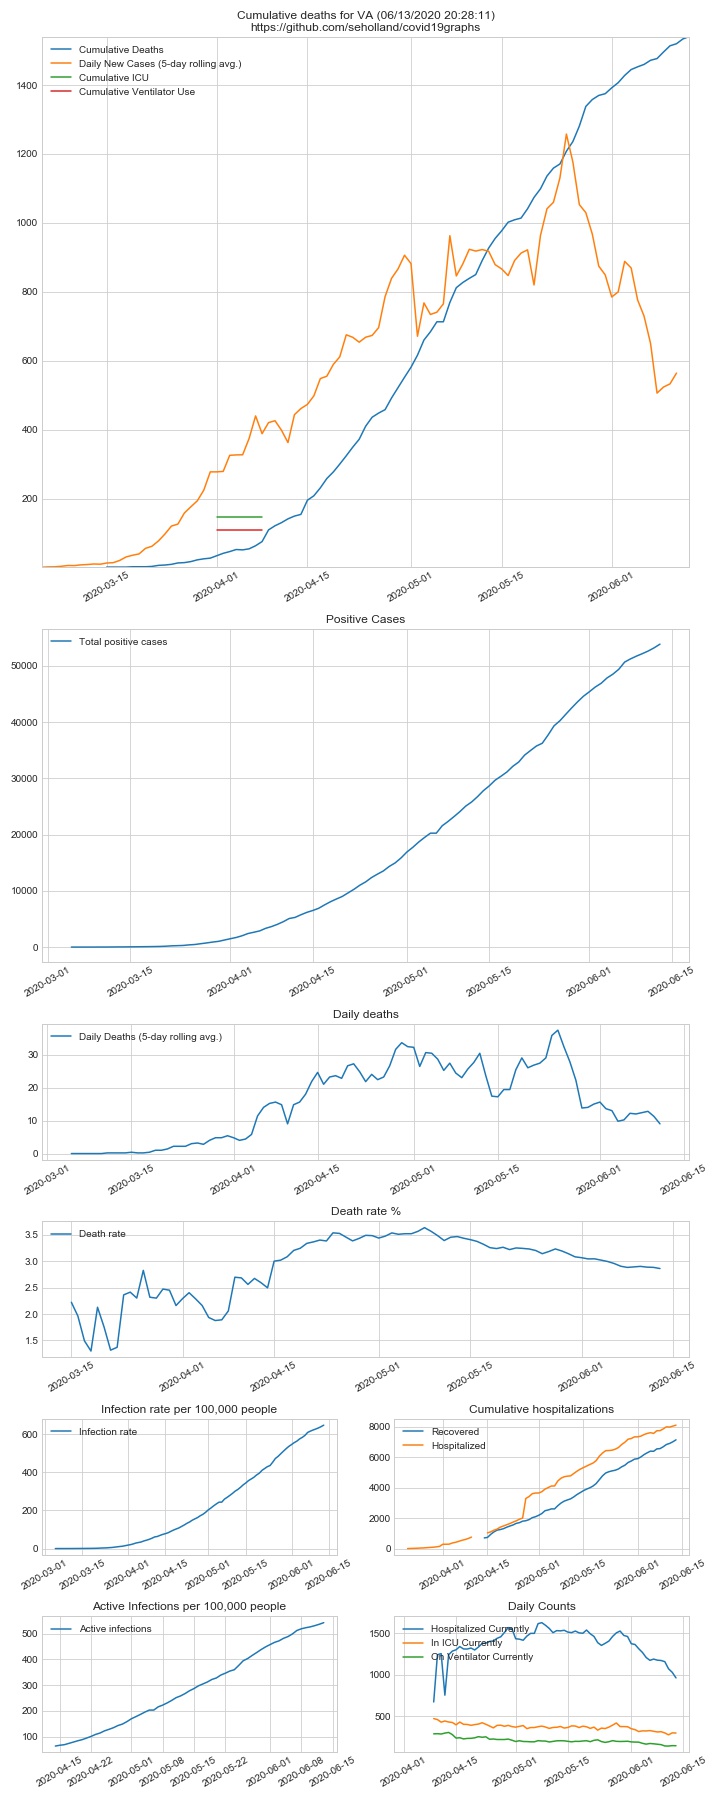 Cumulative deaths for VA (06/13/2020 20:28:11)
https://github.com/seholland/covid19graphs
Cumulative Deaths
Daily New Cases (5-day rolling avg.)
Cumulative ICU
Cumulative Ventilator Use
1400
1200
1000
800
600
400
200
2020-03-15 2020-04-01 2020-04-15 2020-05-01 2020-05-15 2020-06-01
Positive Cases
Total positive cases
50000
40000
30000
20000
10000
0
2020-03-01 2020-03-15 2020-04-01 2020-04-15 2020-05-01 2020-05-15 2020-06-01 2020-06-15
Daily deaths
Daily Deaths (5-day rolling avg.)
30
20
10
0
2020-03-01 2020-03-15 2020-04-01 2020-04-15 2020-05-01 2020-05-15 2020-06-01 2020-06-15
Death rate %
Death rate
3.5
3.0
2.5
2.0
1.5
2020-03-15 2020-04-01 2020-04-15 2020-05-01 2020-05-15 2020-06-01 2020-06-15
Infection rate per 100,000 people
Infection rate
600
400
200
0
2020-03-01 2020-03-15 2020-04-01 2020-04-15 2020-05-01 2020-05-15 2020-06-01 2020-06-15
Cumulative hospitalizations
Recovered
Hospitalized
8000
6000
4000
2000
0
2020-04-01 2020-04-15 2020-05-01 2020-05-15 2020-06-01 2020-06-15
Active Infections per 100,000 people
Active infections
500
400
300
200
100
2020-04-15 2020-04-22 2020-05-01 2020-05-08 2020-05-15 2020-05-22 2020-06-01 2020-06-08 2020-06-15
Daily Counts
Hospitalized Currently
In ICU Currently
On Ventilator Currently
1500
1000
500
2020-04-01 2020-04-15 2020-05-01 2020-05-15 2020-06-01 2020-06-15